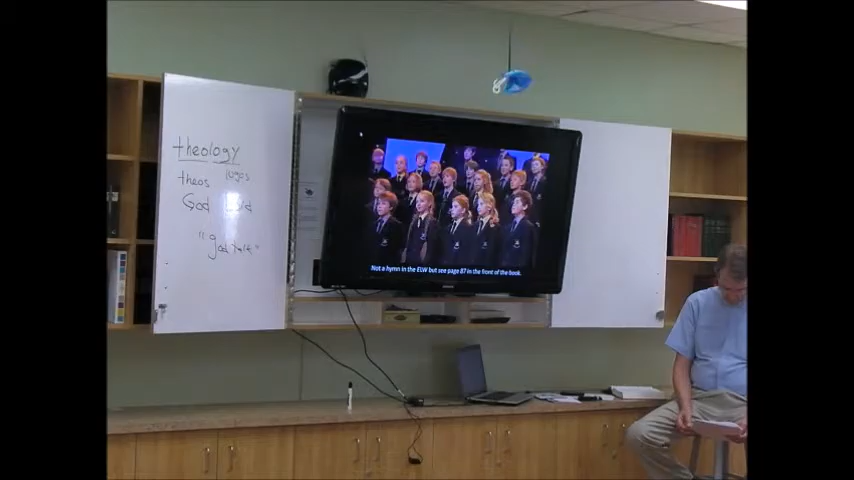 theology
theos logos
God word
"God talk"
Not a hymn in the ELW but see page 87 in the front of the book.